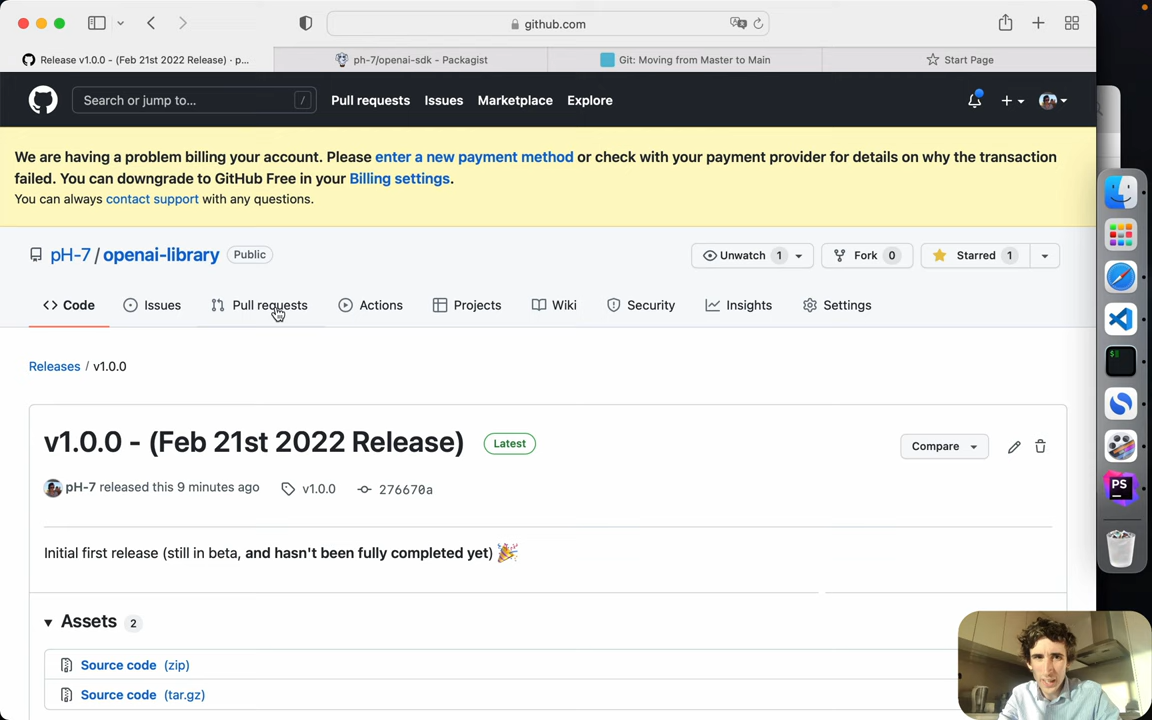 github.com
Release v1.0.0 - (Feb 21st 2022 Release) · p...
ph-7/openai-sdk - Packagist
Git: Moving from Master to Main
Start Page
Search or jump to...
/
Pull requests
Issues
Marketplace
Explore
We are having a problem billing your account. Please enter a new payment method or check with your payment provider for details on why the transaction
failed. You can downgrade to GitHub Free in your Billing settings.
You can always contact support with any questions.
pH-7 / openai-library
Public
Unwatch 1
Fork 0
Starred 1
Code
Issues
Pull requests
Actions
Projects
Wiki
Security
Insights
Settings
Releases / v1.0.0
v1.0.0 - (Feb 21st 2022 Release)
Latest
Compare
pH-7 released this 9 minutes ago
v1.0.0
276670a
Initial first release (still in beta, and hasn't been fully completed yet) 🎉
Assets 2
Source code (zip)
Source code (tar.gz)
PS